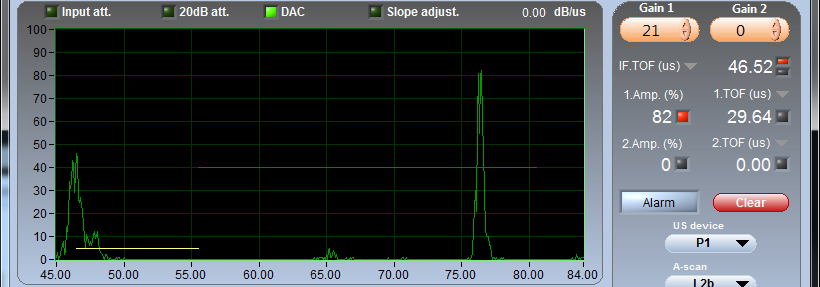 Input att. 20dB att. DAC Slope adjust. 0.00 dB/us
100
90
80
70
60
50
40
30
20
10
0
45.00 50.00 55.00 60.00 65.00 70.00 75.00 80.00 84.00
Gain 1 Gain 2
21 0
IF.TOF (us) 46.52
1.Amp. (%) 1.TOF (us)
82 29.64
2.Amp. (%) 2.TOF (us)
0 0.00
Alarm Clear
US device
P1
A-scan
L2b